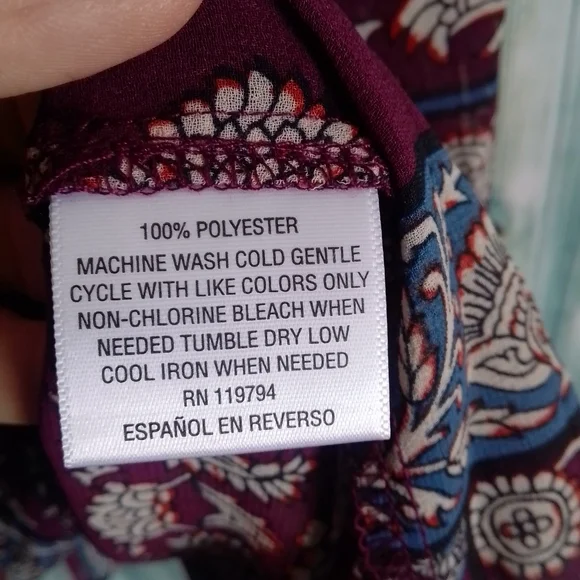 100% POLYESTER
MACHINE WASH COLD GENTLE
CYCLE WITH LIKE COLORS ONLY
NON-CHLORINE BLEACH WHEN
NEEDED TUMBLE DRY LOW
COOL IRON WHEN NEEDED
RN 119794
ESPAÑOL EN REVERSO